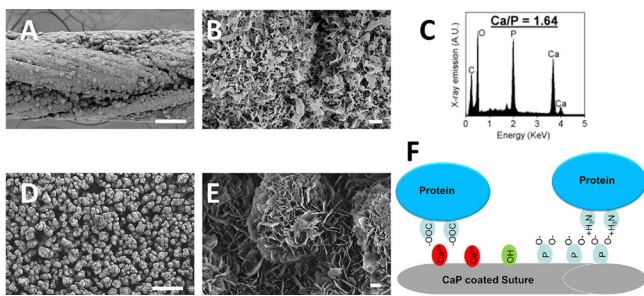 A
B
C
Ca/P = 1.64
X-ray emission (A.U.)
C
O
P
Ca
Ca
0 1 2 3 4 5
Energy (KeV)
D
E
F
Protein
Protein
-OOC
-OOC
+H₃N
+H₃N
O- O- O- O- O- O-
Ca²⁺
Ca²⁺
OH
P
P
P
CaP coated Suture